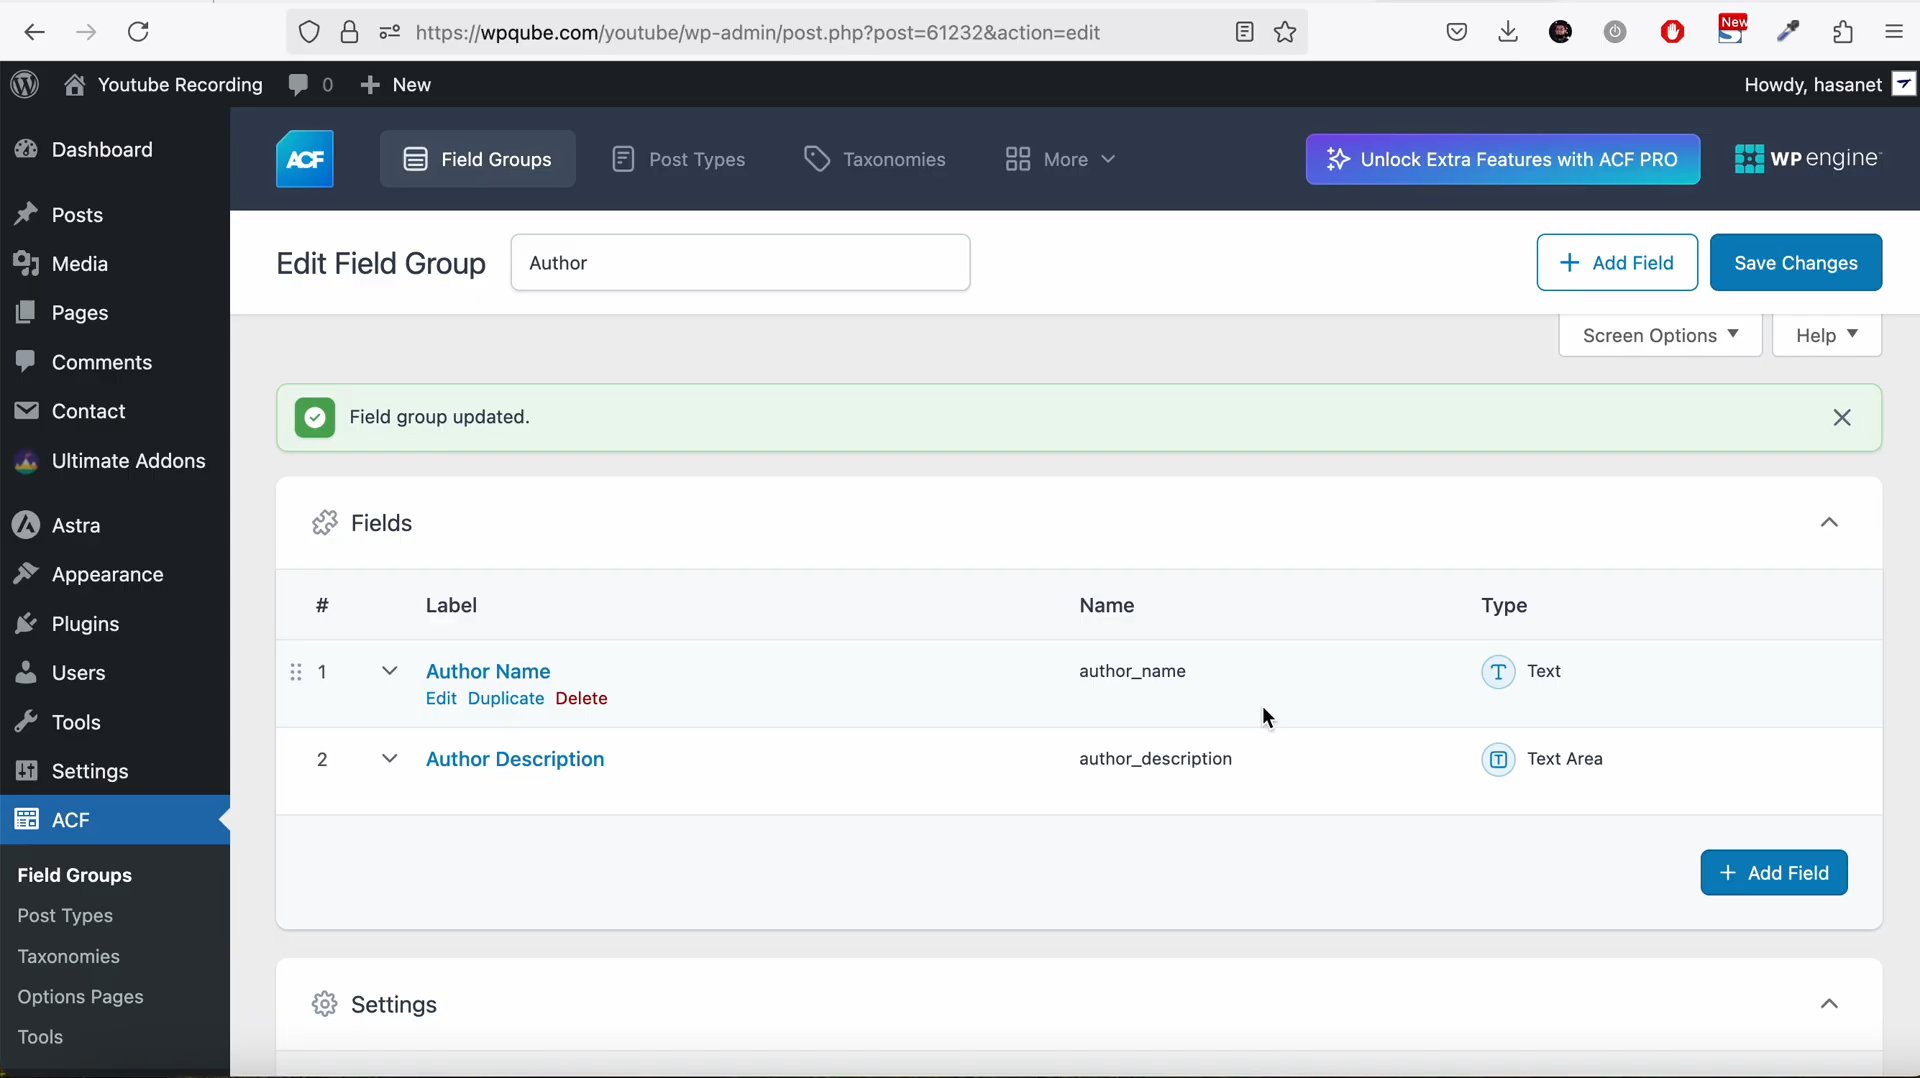 https://wpqube.com/youtube/wp-admin/post.php?post=61232&action=edit
New
Youtube Recording
0
New
Howdy, hasanet
Dashboard
Posts
Media
Pages
Comments
Contact
Ultimate Addons
Astra
Appearance
Plugins
Users
Tools
Settings
ACF
Field Groups
Post Types
Taxonomies
Options Pages
Tools
ACF
Field Groups
Post Types
Taxonomies
More
Unlock Extra Features with ACF PRO
WP engine
Edit Field Group
Author
+ Add Field
Save Changes
Screen Options
Help
Field group updated.
Fields
# Label Name Type
1 Author Name author_name Text
Edit Duplicate Delete
2 Author Description author_description Text Area
+ Add Field
Settings